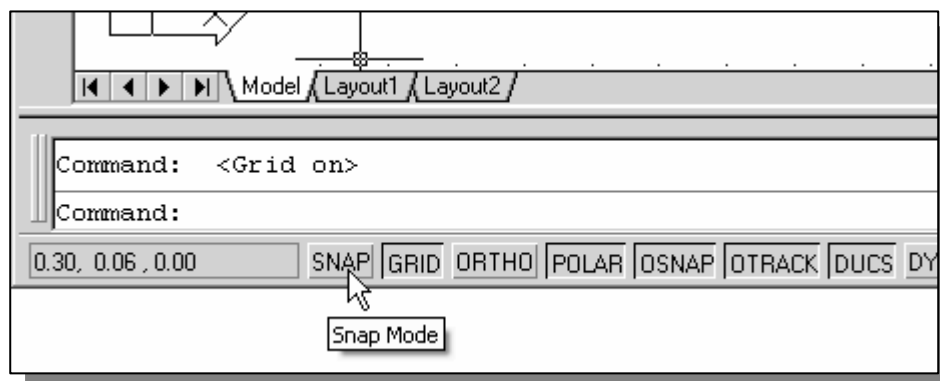 Model Layout1 Layout2
Command: <Grid on>
Command:
0.30, 0.06 , 0.00 SNAP GRID ORTHO POLAR OSNAP OTRACK DUCS DY
Snap Mode